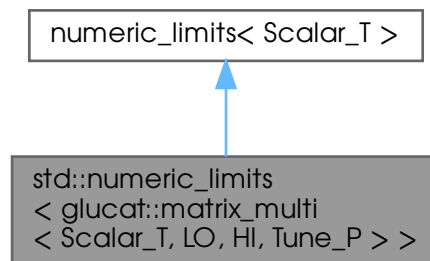 numeric_limits< Scalar_T >
std::numeric_limits
< glucat::matrix_multi
< Scalar_T, LO, HI, Tune_P > >